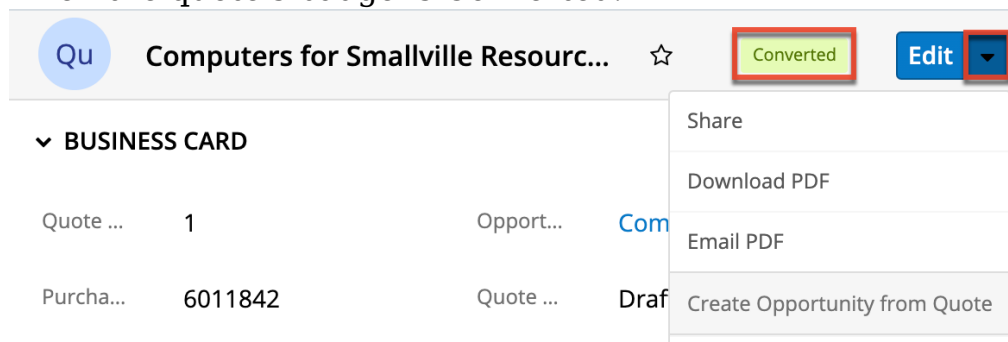 Qu Computers for Smallville Resourc... Converted Edit
Share
BUSINESS CARD
Download PDF
Quote ... 1 Opport... Com
Email PDF
Purcha... 6011842 Quote ... Draf
Create Opportunity from Quote